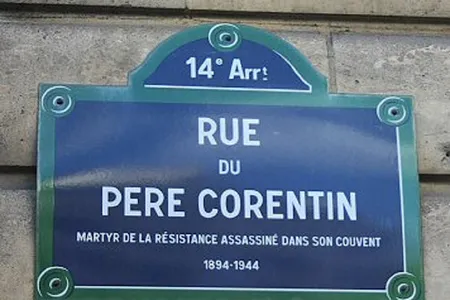 14e Arrt
RUE
DU
PERE CORENTIN
MARTYR DE LA RÉSISTANCE ASSASSINÉ DANS SON COUVENT
1894-1944